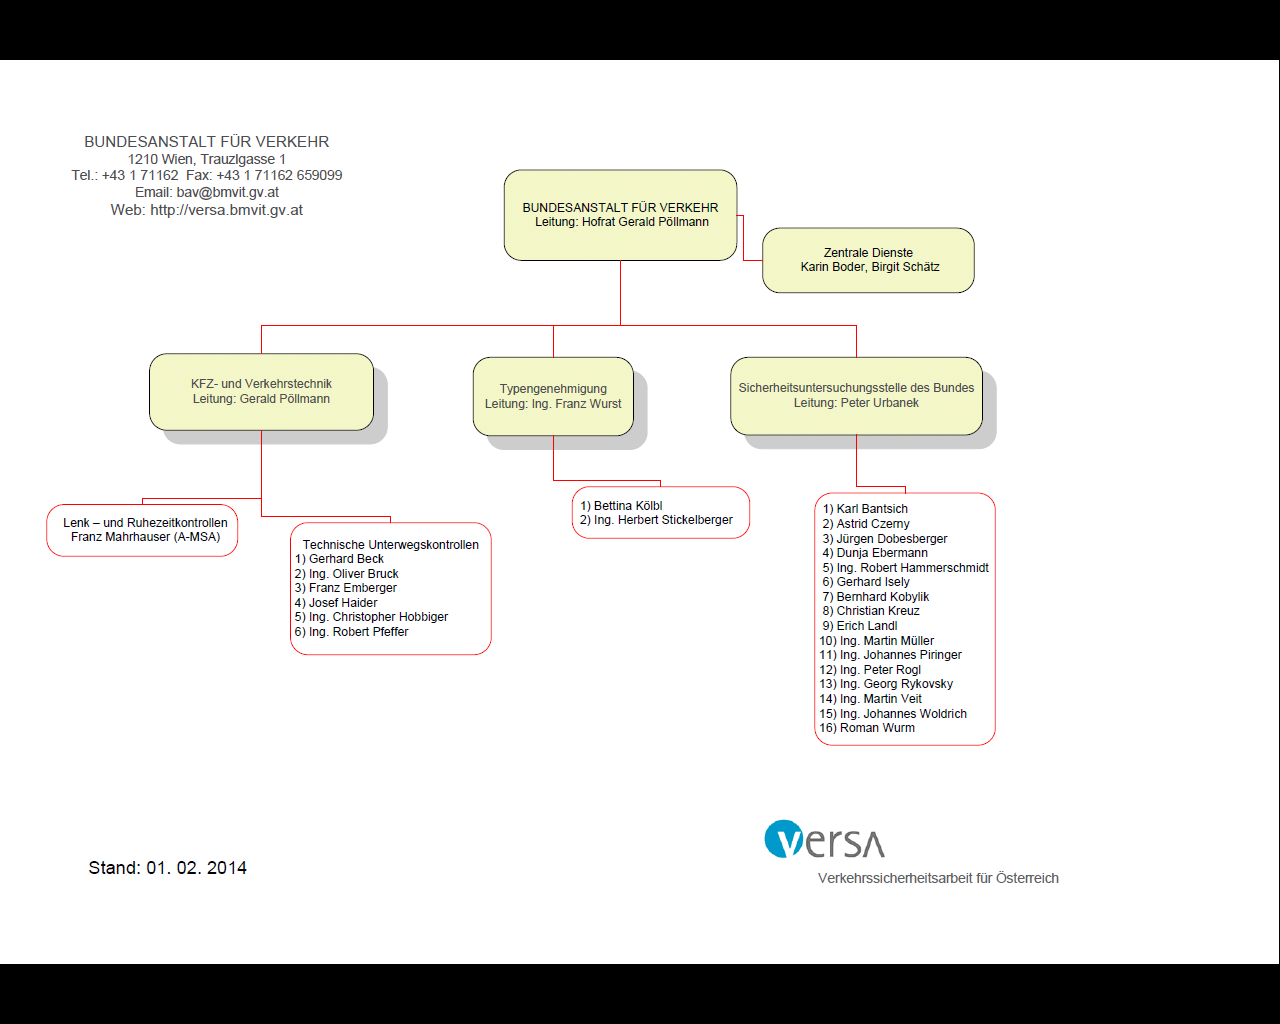 BUNDESANSTALT FÜR VERKEHR
1210 Wien, Trauzlgasse 1
Tel.: +43 1 71162  Fax: +43 1 71162 659099
Email: bav@bmvit.gv.at
Web: http://versa.bmvit.gv.at
BUNDESANSTALT FÜR VERKEHR
Leitung: Hofrat Gerald Pöllmann
Zentrale Dienste
Karin Boder, Birgit Schätz
KFZ- und Verkehrstechnik
Leitung: Gerald Pöllmann
Typengenehmigung
Leitung: Ing. Franz Wurst
Sicherheitsuntersuchungsstelle des Bundes
Leitung: Peter Urbanek
Lenk – und Ruhezeitkontrollen
Franz Mahrhauser (A-MSA)
Technische Unterwegskontrollen
1) Gerhard Beck
2) Ing. Oliver Bruck
3) Franz Emberger
4) Josef Haider
5) Ing. Christopher Hobbiger
6) Ing. Robert Pfeffer
1) Bettina Kölbl
2) Ing. Herbert Stickelberger
1) Karl Bantsich
2) Astrid Czerny
3) Jürgen Dobesberger
4) Dunja Ebermann
5) Ing. Robert Hammerschmidt
6) Gerhard Isely
7) Bernhard Kobylik
8) Christian Kreuz
9) Erich Landl
10) Ing. Martin Müller
11) Ing. Johannes Piringer
12) Ing. Peter Rogl
13) Ing. Georg Rykovsky
14) Ing. Martin Veit
15) Ing. Johannes Woldrich
16) Roman Wurm
Stand: 01. 02. 2014
versa
Verkehrssicherheitsarbeit für Österreich